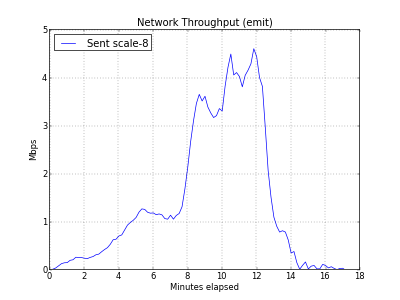 Network Throughput (emit)
Sent scale-8
Mbps
5
4
3
2
1
0
0 2 4 6 8 10 12 14 16 18
Minutes elapsed